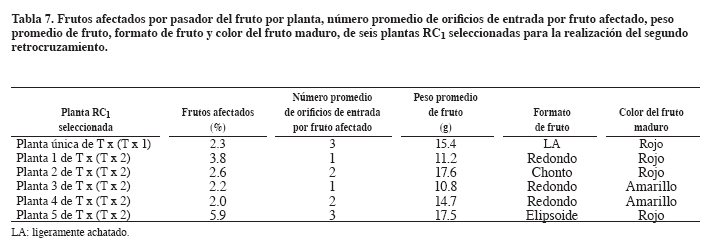 Tabla 7. Frutos afectados por pasador del fruto por planta, número promedio de orificios de entrada por fruto afectado, peso
promedio de fruto, formato de fruto y color del fruto maduro, de seis plantas RC1 seleccionadas para la realización del segundo
retrocruzamiento.
Planta RC1 seleccionada Frutos afectados (%) Número promedio de orificios de entrada por fruto afectado Peso promedio de fruto (g) Formato de fruto Color del fruto maduro
Planta única de T x (T x 1) 2.3 3 15.4 LA Rojo
Planta 1 de T x (T x 2) 3.8 1 11.2 Redondo Rojo
Planta 2 de T x (T x 2) 2.6 2 17.6 Chonto Rojo
Planta 3 de T x (T x 2) 2.2 1 10.8 Redondo Amarillo
Planta 4 de T x (T x 2) 2.0 2 14.7 Redondo Amarillo
Planta 5 de T x (T x 2) 5.9 3 17.5 Elipsoide Rojo
LA: ligeramente achatado.